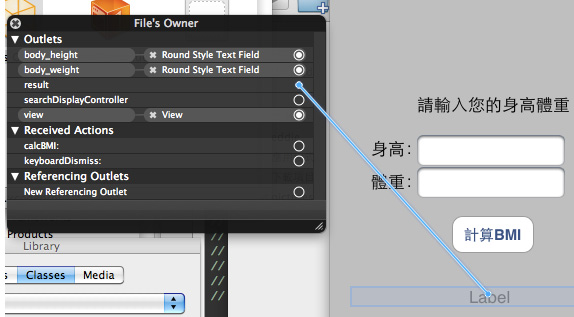 File's Owner
▼ Outlets
body_height ✖ Round Style Text Field
body_weight ✖ Round Style Text Field
result
searchDisplayController
view ✖ View
▼ Received Actions
calcBMI:
keyboardDismiss:
▼ Referencing Outlets
New Referencing Outlet
Products
Library
s Classes Media
//
//
//
//
//
請輸入您的身高體重
身高:
體重:
計算BMI
Label